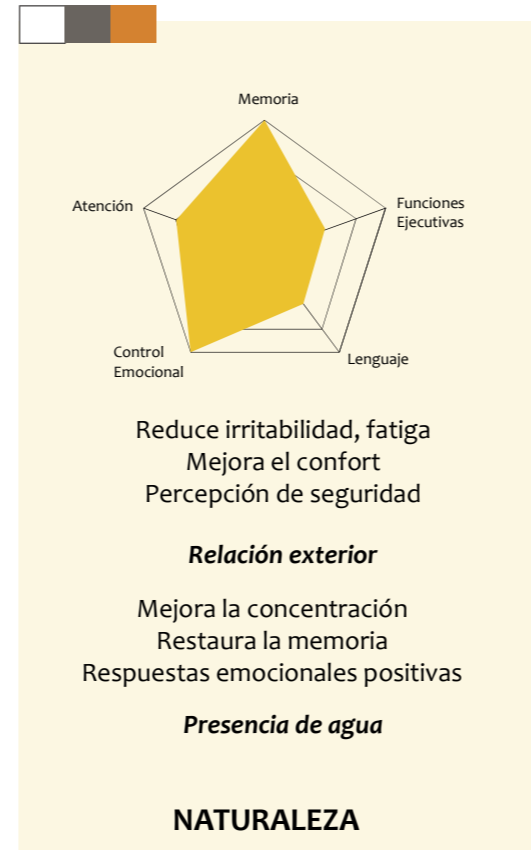 Memoria
Atención
Funciones
Ejecutivas
Control
Emocional
Lenguaje
Reduce irritabilidad, fatiga
Mejora el confort
Percepción de seguridad
Relación exterior
Mejora la concentración
Restaura la memoria
Respuestas emocionales positivas
Presencia de agua
NATURALEZA